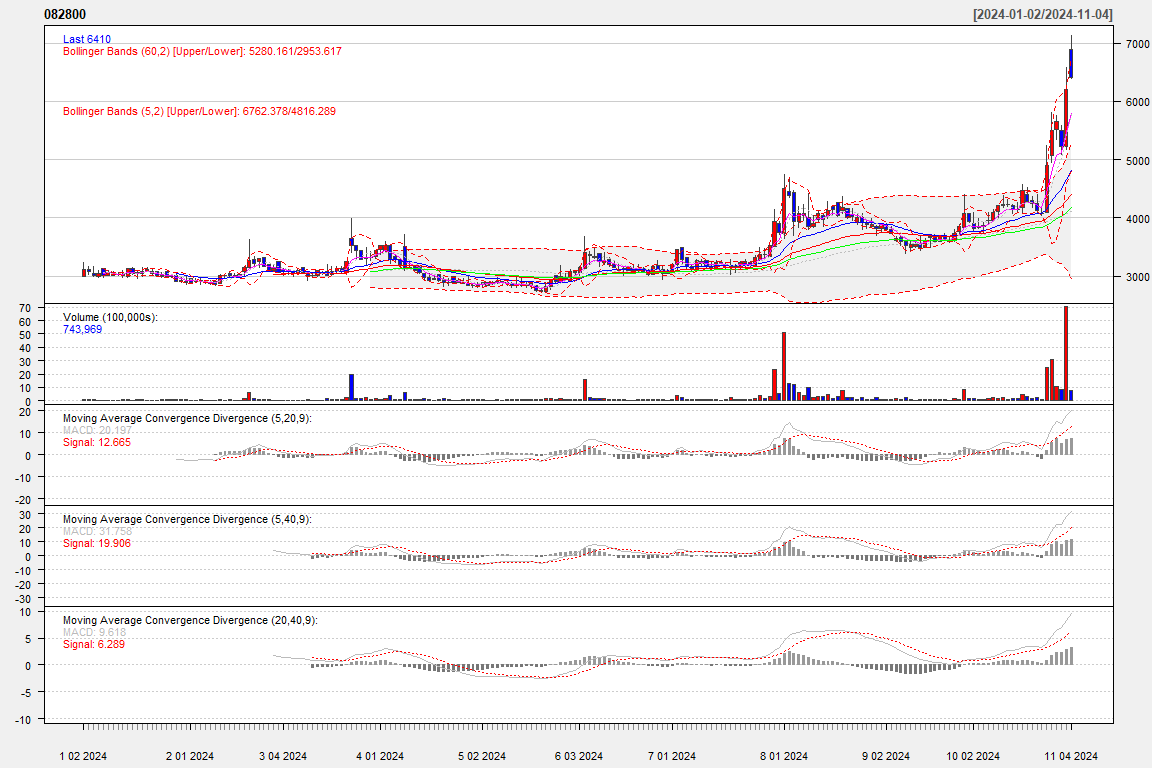 082800 [2024-01-02/2024-11-04]
Last 6410
Bollinger Bands (60,2) [Upper/Lower]: 5280.161/2953.617
Bollinger Bands (5,2) [Upper/Lower]: 6762.378/4816.289
7000
6000
5000
4000
3000
Volume (100,000s):
743,969
70
60
50
40
30
20
10
0
Moving Average Convergence Divergence (5,20,9):
MACD: 20.197
Signal: 12.665
20
10
0
-10
-20
Moving Average Convergence Divergence (5,40,9):
MACD: 31.758
Signal: 19.906
30
20
10
0
-10
-20
-30
Moving Average Convergence Divergence (20,40,9):
MACD: 9.618
Signal: 6.289
10
5
0
-5
-10
1 02 2024 2 01 2024 3 04 2024 4 01 2024 5 02 2024 6 03 2024 7 01 2024 8 01 2024 9 02 2024 10 02 2024 11 04 2024